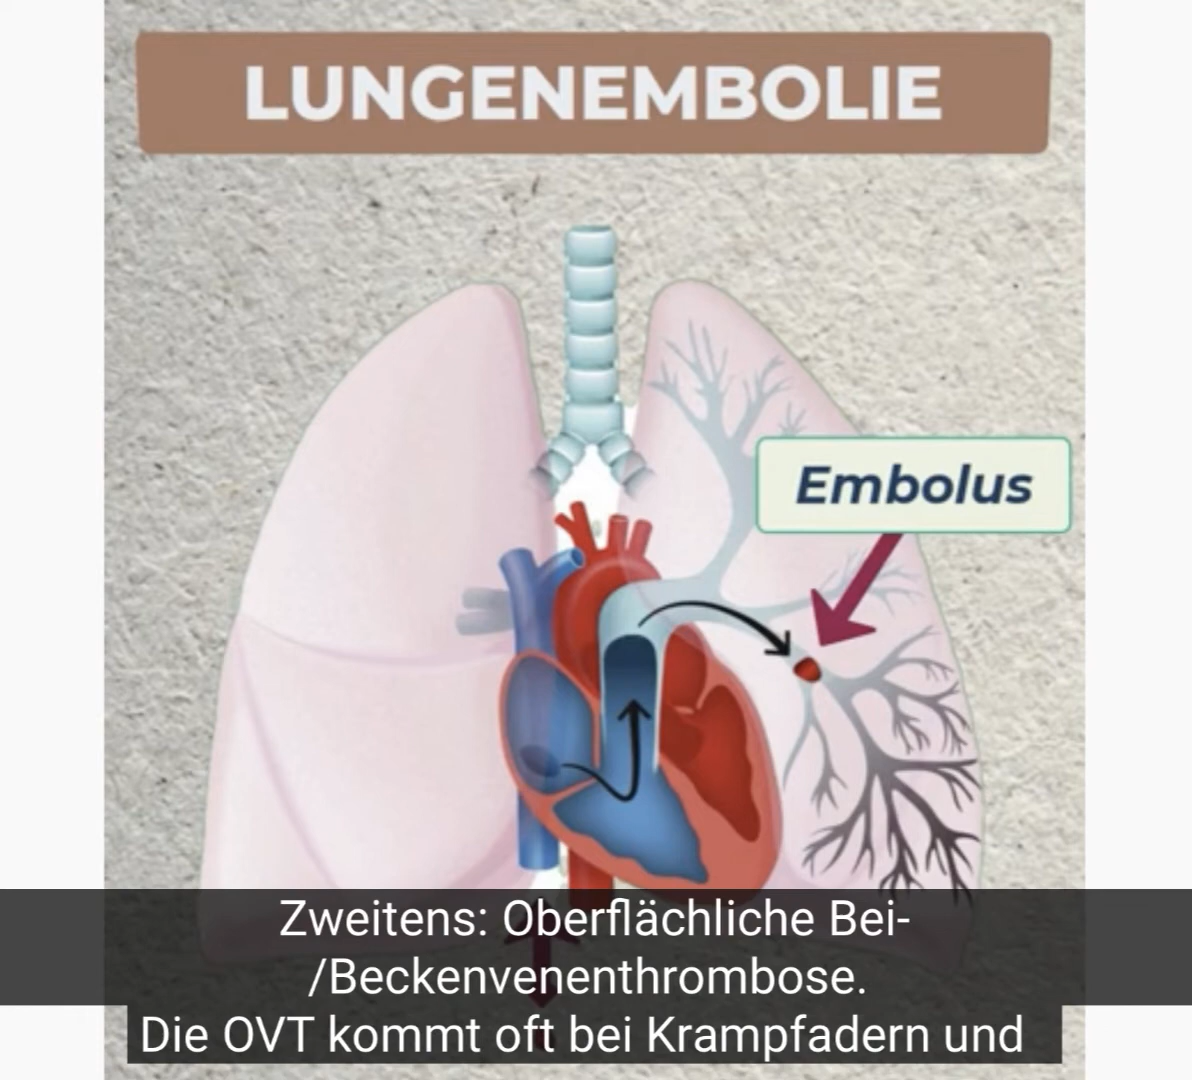 LUNGENEMBOLIE
Embolus
Zweitens: Oberflächliche Bei-
/Beckenvenenthrombose.
Die OVT kommt oft bei Krampfadern und